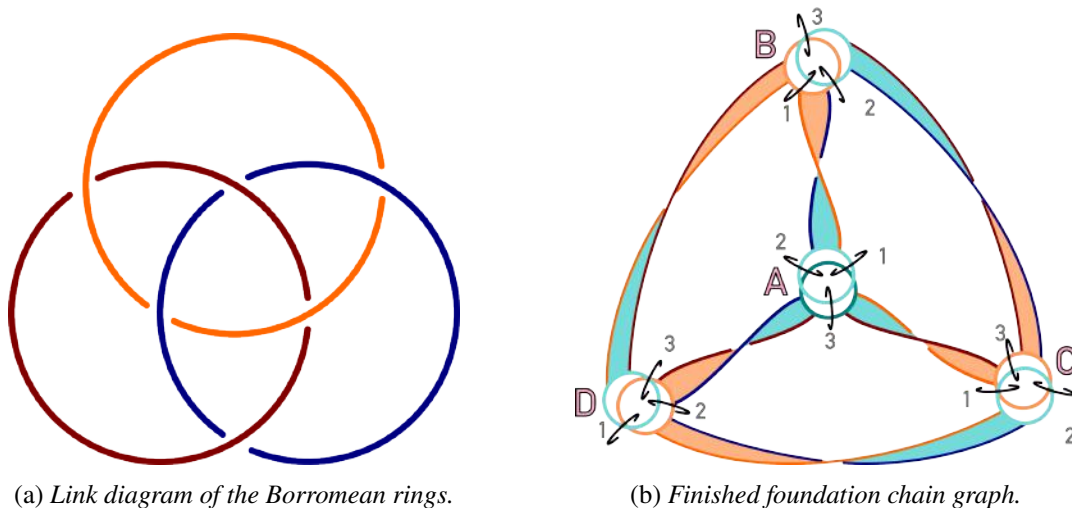 3
B
1
2
2
1
A
3
3
3
C
D
2
1
1
2
(a) Link diagram of the Borromean rings.
(b) Finished foundation chain graph.